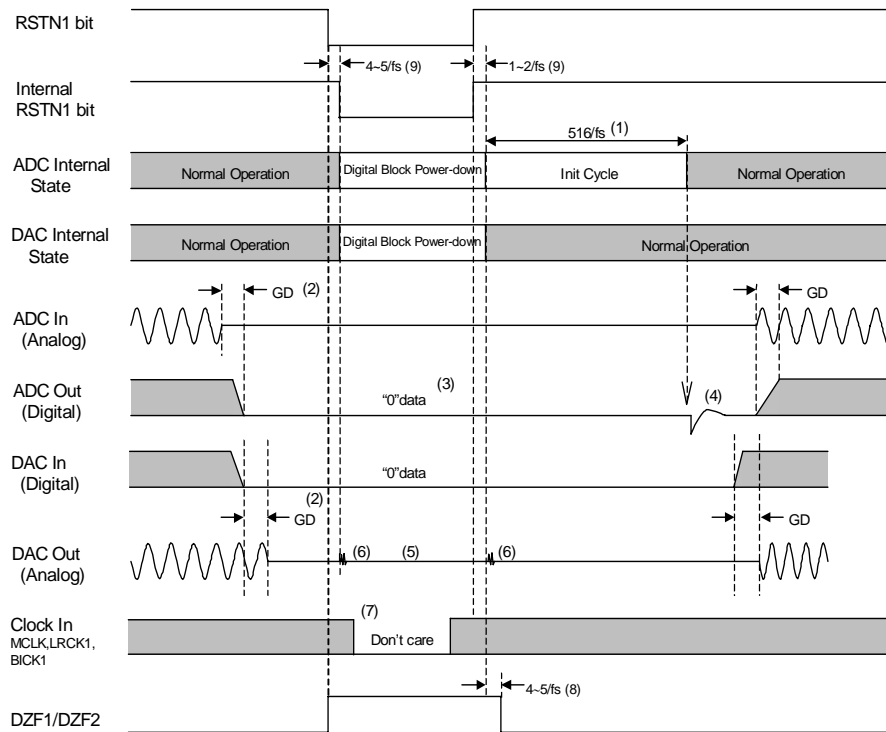 RSTN1 bit
4~5/fs (9)
1~2/fs (9)
Internal
RSTN1 bit
516/fs (1)
ADC Internal
State
Normal Operation
Digital Block Power-down
Init Cycle
Normal Operation
DAC Internal
State
Normal Operation
Digital Block Power-down
Normal Operation
GD (2)
GD
ADC In
(Analog)
ADC Out
(Digital)
“0”data
(3)
(4)
DAC In
(Digital)
“0”data
(2)
GD
GD
DAC Out
(Analog)
(6)
(5)
(6)
Clock In
MCLK,LRCK1,
BICK1
(7)
Don’t care
4~5/fs (8)
DZF1/DZF2